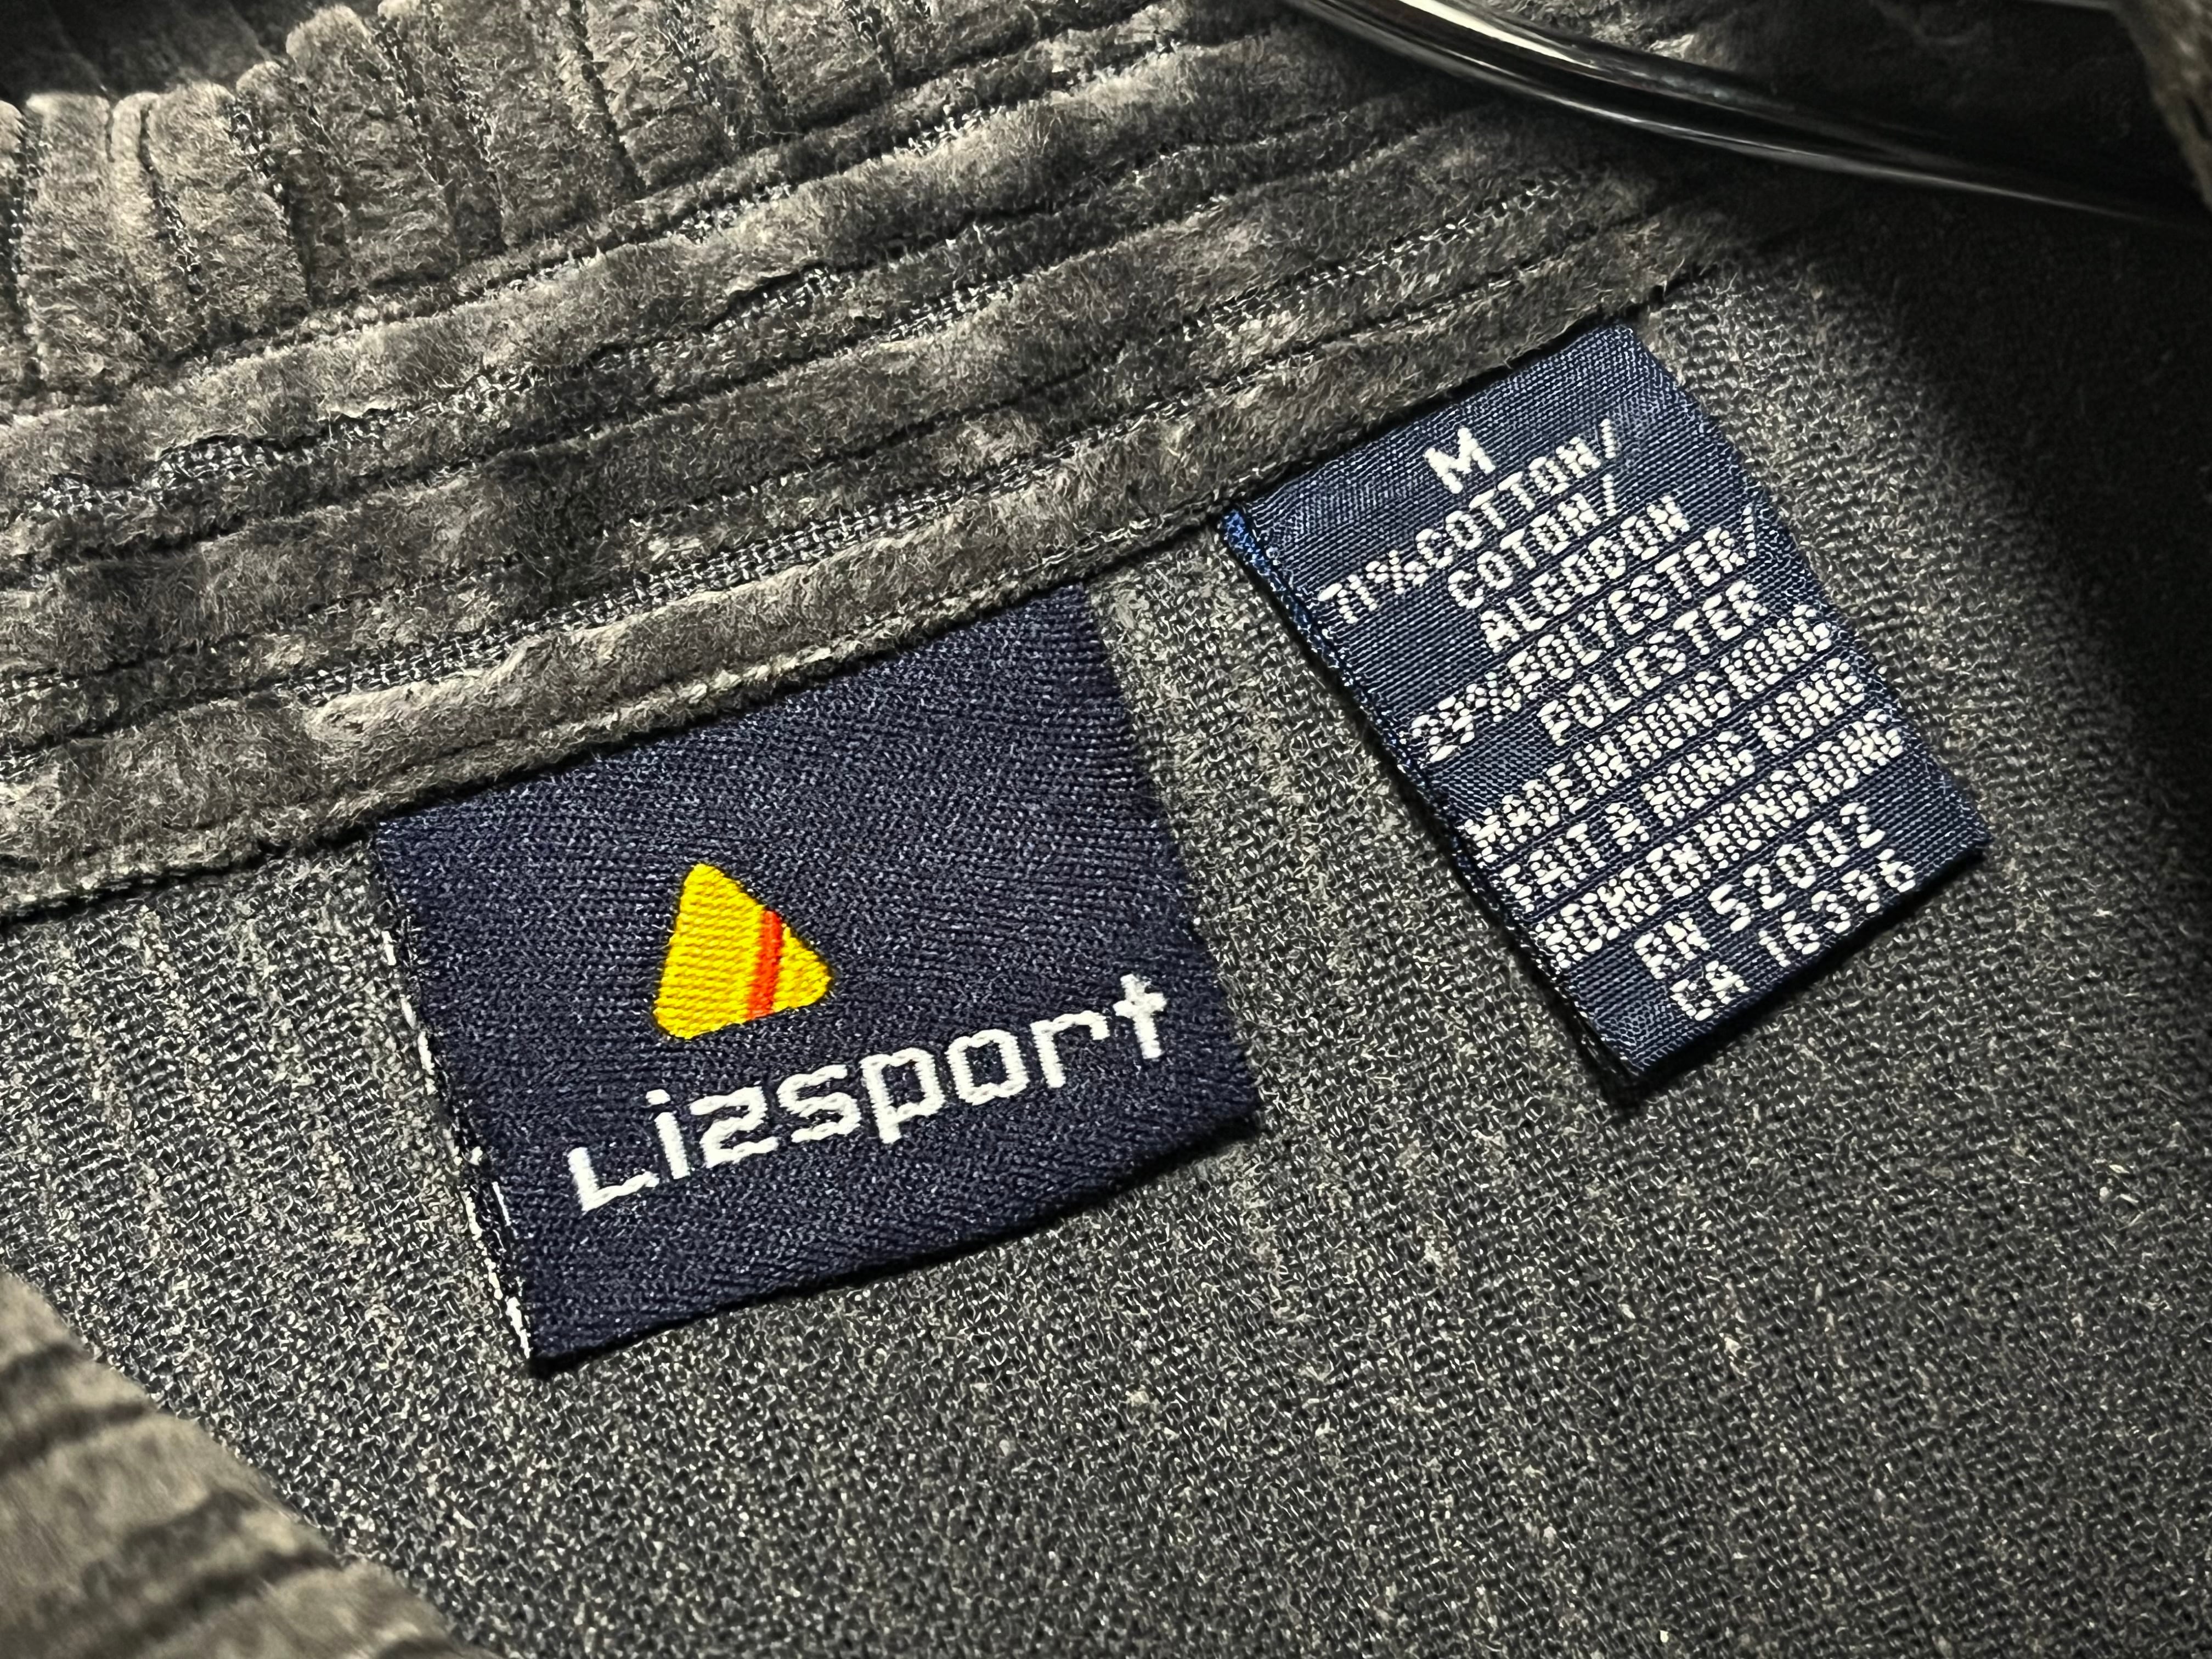 Lizsport
M
71% COTTON/
COTON/
ALGODON
29% POLYESTER/
POLIESTER
MADE IN HONG KONG
FAIT A HONG KONG
HECHO EN HONG KONG
RN 52002
CA 16396